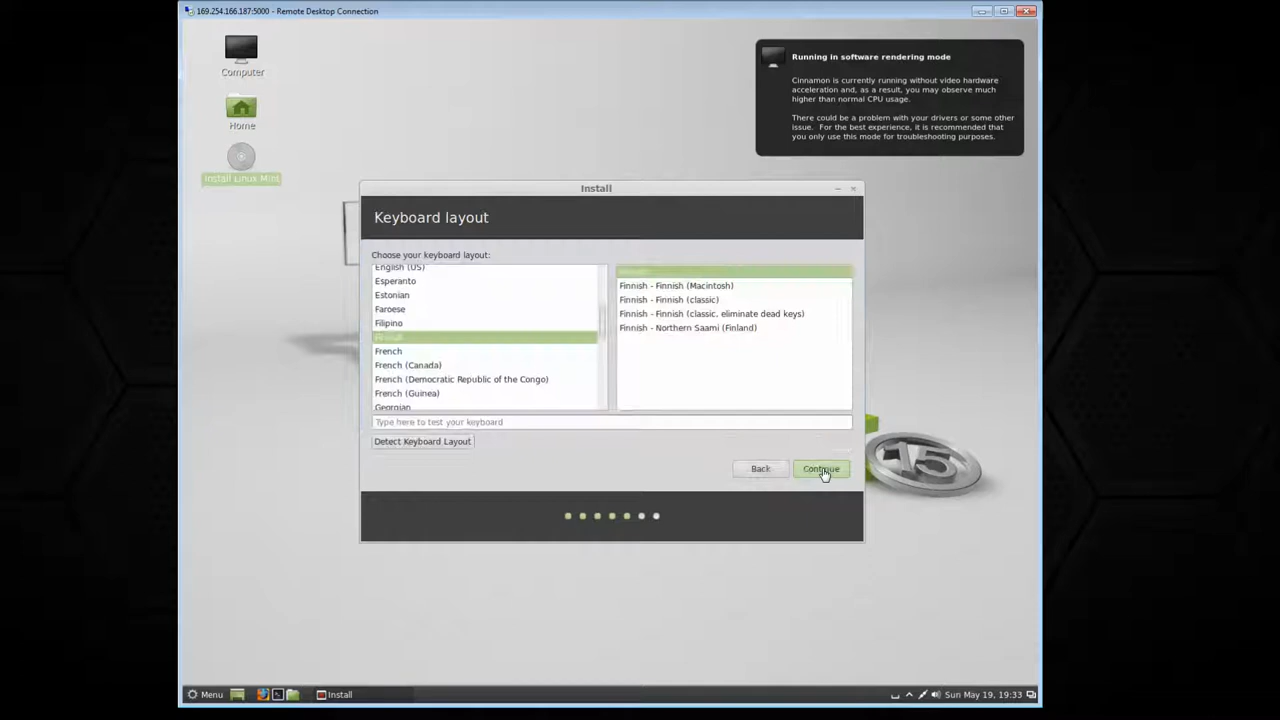 169.254.166.187:5000 - Remote Desktop Connection
Computer
Home
Install Linux Mint
Running in software rendering mode
Cinnamon is currently running without video hardware
acceleration and, as a result, you may observe much
higher than normal CPU usage.
There could be a problem with your drivers or some other
issue. For the best experience, it is recommended that
you only use this mode for troubleshooting purposes.
Install
Keyboard layout
Choose your keyboard layout:
English (US)
Esperanto
Estonian
Faroese
Filipino
Finnish
French
French (Canada)
French (Democratic Republic of the Congo)
French (Guinea)
Georgian
Finnish - Finnish (Macintosh)
Finnish - Finnish (classic)
Finnish - Finnish (classic, eliminate dead keys)
Finnish - Northern Saami (Finland)
Type here to test your keyboard
Detect Keyboard Layout
Back
Continue
15
Menu
Install
Sun May 19, 19:33